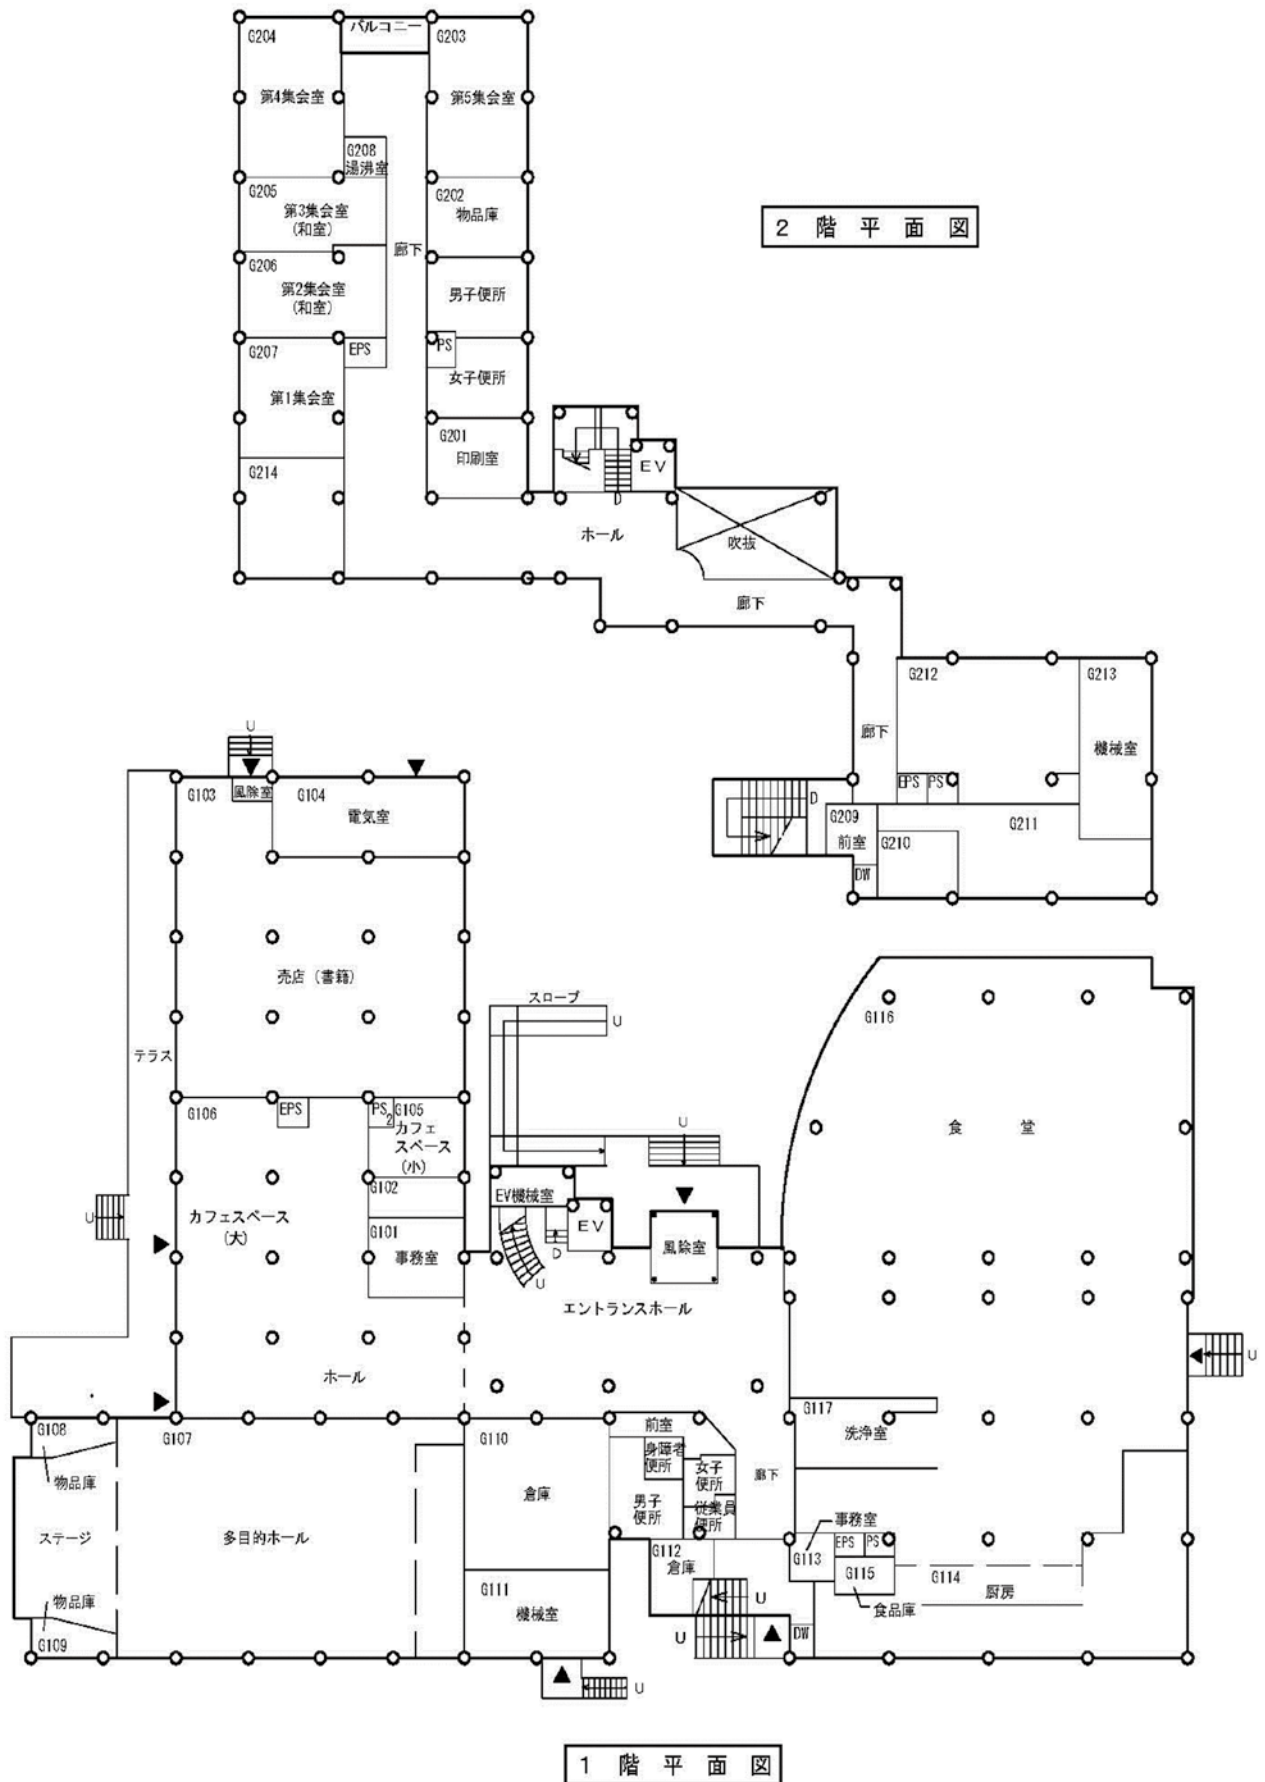 G204
バルコニー
G203
第4集会室
第5集会室
G208
湯沸室
G205
第3集会室
(和室)
G202
物品庫
2階平面図
廊下
G206
第2集会室
(和室)
男子便所
G207
EPS
PS
第1集会室
女子便所
G201
印刷室
G214
EV
D
ホール
吹抜
廊下
G212
G213
廊下
機械室
EPS
PS
D
G209
前室
G210
G211
DW
U
G103
風除室
G104
電気室
売店(書籍)
スロープ
U
G116
テラス
G106
EPS
PS
2
G105
カフェ
スペース
(小)
食堂
U
G102
EV機械室
U
カフェスペース
(大)
G101
事務室
EV
D
U
風除室
エントランスホール
U
ホール
G108
G107
G110
前室
G117
洗浄室
身障者
便所
女子
便所
廊下
物品庫
倉庫
男子
便所
従業員
便所
ステージ
多目的ホール
事務室
EPS
PS
G112
倉庫
G113
G115
G114
厨房
食品庫
物品庫
G111
機械室
U
U
DW
G109
U
1階平面図